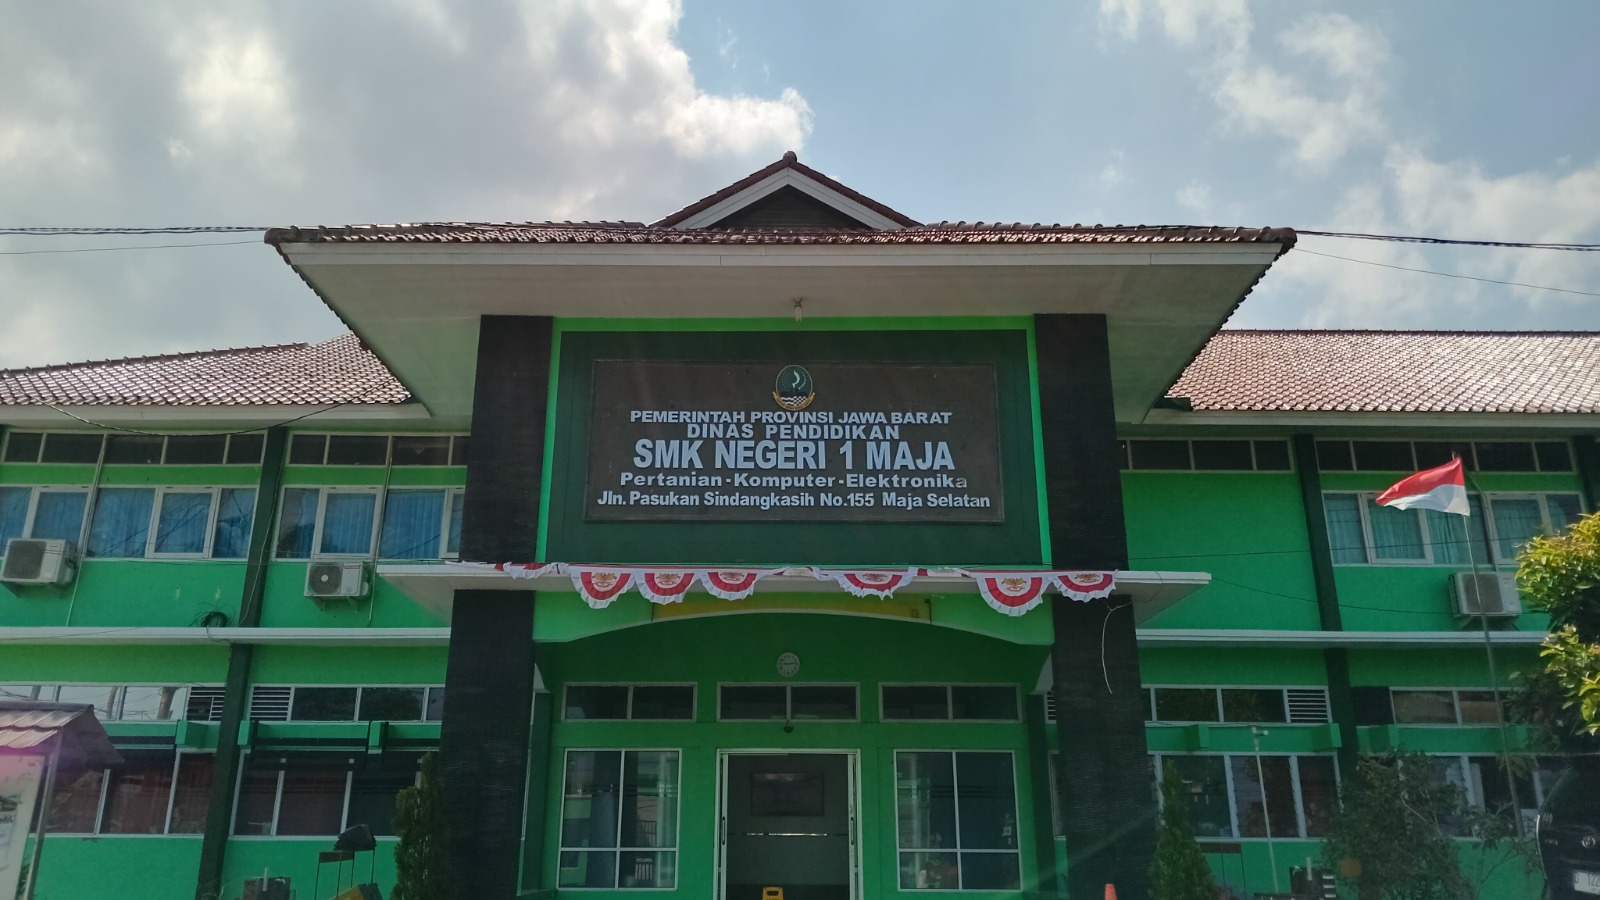 PEMERINTAH PROVINSI JAWA BARAT
DINAS PENDIDIKAN
SMK NEGERI 1 MAJA
Pertanian - Komputer - Elektronika
Jln. Pasukan Sindangkasih No.155 Maja Selatan